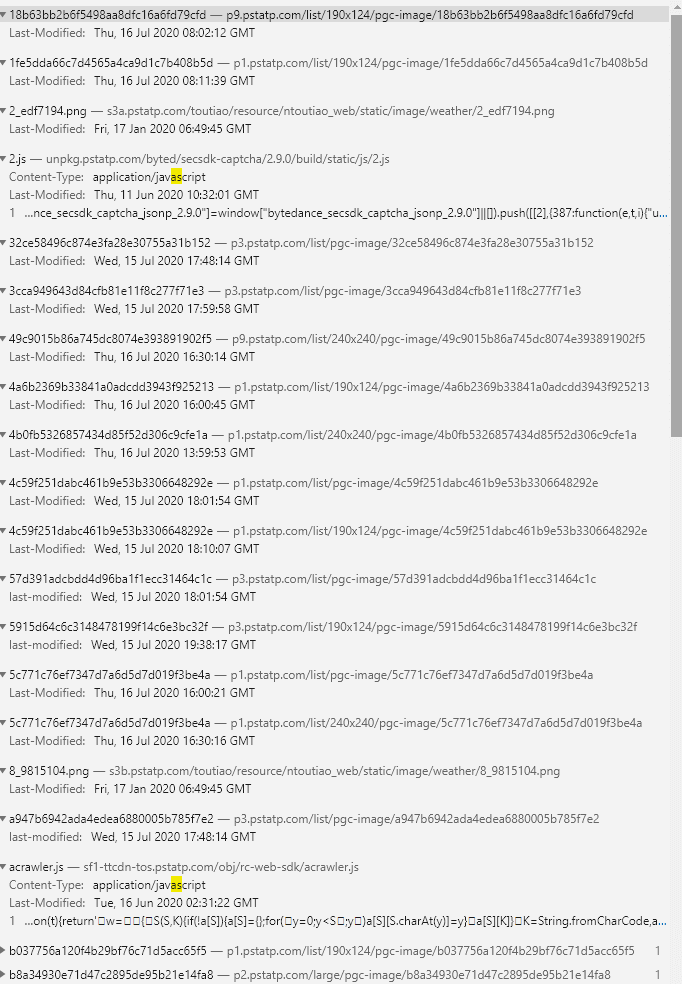 18b63bb2b6f5498aa8dfc16a6fd79cfd — p9.pstatp.com/list/190x124/pgc-image/18b63bb2b6f5498aa8dfc16a6fd79cfd
Last-Modified: Thu, 16 Jul 2020 08:02:12 GMT
1fe5dda66c7d4565a4ca9d1c7b408b5d — p1.pstatp.com/list/190x124/pgc-image/1fe5dda66c7d4565a4ca9d1c7b408b5d
Last-Modified: Thu, 16 Jul 2020 08:11:39 GMT
2_edf7194.png — s3a.pstatp.com/toutiao/resource/ntoutiao_web/static/image/weather/2_edf7194.png
Last-Modified: Fri, 17 Jan 2020 06:49:45 GMT
2.js — unpkg.pstatp.com/byted/secsdk-captcha/2.9.0/build/static/js/2.js
Content-Type: application/javascript
Last-Modified: Thu, 11 Jun 2020 10:32:01 GMT
1 ...nce_secsdk_captcha_jsonp_2.9.0"]=window["bytedance_secsdk_captcha_jsonp_2.9.0"]||[]).push([[2],{387:function(e,t,i){"u...
32ce58496c874e3fa28e30755a31b152 — p3.pstatp.com/list/pgc-image/32ce58496c874e3fa28e30755a31b152
Last-Modified: Wed, 15 Jul 2020 17:48:14 GMT
3cca949643d84cfb81e11f8c277f71e3 — p3.pstatp.com/list/pgc-image/3cca949643d84cfb81e11f8c277f71e3
Last-Modified: Wed, 15 Jul 2020 17:59:58 GMT
49c9015b86a745dc8074e393891902f5 — p9.pstatp.com/list/240x240/pgc-image/49c9015b86a745dc8074e393891902f5
Last-Modified: Thu, 16 Jul 2020 16:30:14 GMT
4a6b2369b33841a0adcdd3943f925213 — p1.pstatp.com/list/190x124/pgc-image/4a6b2369b33841a0adcdd3943f925213
Last-Modified: Thu, 16 Jul 2020 16:00:45 GMT
4b0fb5326857434d85f52d306c9cfe1a — p1.pstatp.com/list/240x240/pgc-image/4b0fb5326857434d85f52d306c9cfe1a
Last-Modified: Thu, 16 Jul 2020 13:59:53 GMT
4c59f251dabc461b9e53b3306648292e — p1.pstatp.com/list/pgc-image/4c59f251dabc461b9e53b3306648292e
Last-Modified: Wed, 15 Jul 2020 18:01:54 GMT
4c59f251dabc461b9e53b3306648292e — p1.pstatp.com/list/190x124/pgc-image/4c59f251dabc461b9e53b3306648292e
Last-Modified: Wed, 15 Jul 2020 18:10:07 GMT
57d391adcbdd4d96ba1f1ecc31464c1c — p3.pstatp.com/list/pgc-image/57d391adcbdd4d96ba1f1ecc31464c1c
last-modified: Wed, 15 Jul 2020 18:01:54 GMT
5915d64c6c3148478199f14c6e3bc32f — p3.pstatp.com/list/190x124/pgc-image/5915d64c6c3148478199f14c6e3bc32f
last-modified: Wed, 15 Jul 2020 19:38:17 GMT
5c771c76ef7347d7a6d5d7d019f3be4a — p1.pstatp.com/list/pgc-image/5c771c76ef7347d7a6d5d7d019f3be4a
Last-Modified: Thu, 16 Jul 2020 16:00:21 GMT
5c771c76ef7347d7a6d5d7d019f3be4a — p1.pstatp.com/list/240x240/pgc-image/5c771c76ef7347d7a6d5d7d019f3be4a
Last-Modified: Thu, 16 Jul 2020 16:30:16 GMT
8_9815104.png — s3b.pstatp.com/toutiao/resource/ntoutiao_web/static/image/weather/8_9815104.png
Last-Modified: Fri, 17 Jan 2020 06:49:45 GMT
a947b6942ada4edea6880005b785f7e2 — p3.pstatp.com/list/pgc-image/a947b6942ada4edea6880005b785f7e2
last-modified: Wed, 15 Jul 2020 17:48:14 GMT
acrawler.js — sf1-ttcdn-tos.pstatp.com/obj/rc-web-sdk/acrawler.js
Content-Type: application/javascript
Last-Modified: Tue, 16 Jun 2020 02:31:22 GMT
1 ...on(t){return'□w=□□{□S(S,K){if(!a[S]){a[S]={};for(□y=0;y<S□;y□)a[S][S.charAt(y)]=y}□a[S][K]}□K=String.fromCharCode,a...
b037756a120f4b29bf76c71d5acc65f5 — p1.pstatp.com/list/190x124/pgc-image/b037756a120f4b29bf76c71d5acc65f5 1
b8a34930e71d47c2895de95b21e14fa8 — p2.pstatp.com/large/pgc-image/b8a34930e71d47c2895de95b21e14fa8 1